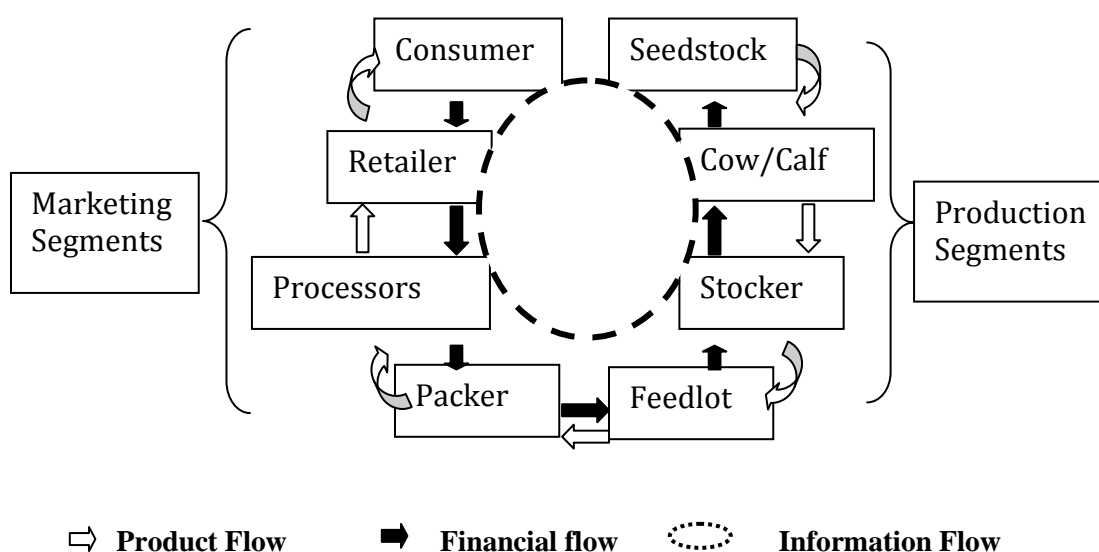 Consumer
Seedstock
Retailer
Cow/Calf
Marketing
Segments
Production
Segments
Processors
Stocker
Packer
Feedlot
Product Flow
Financial flow
Information Flow